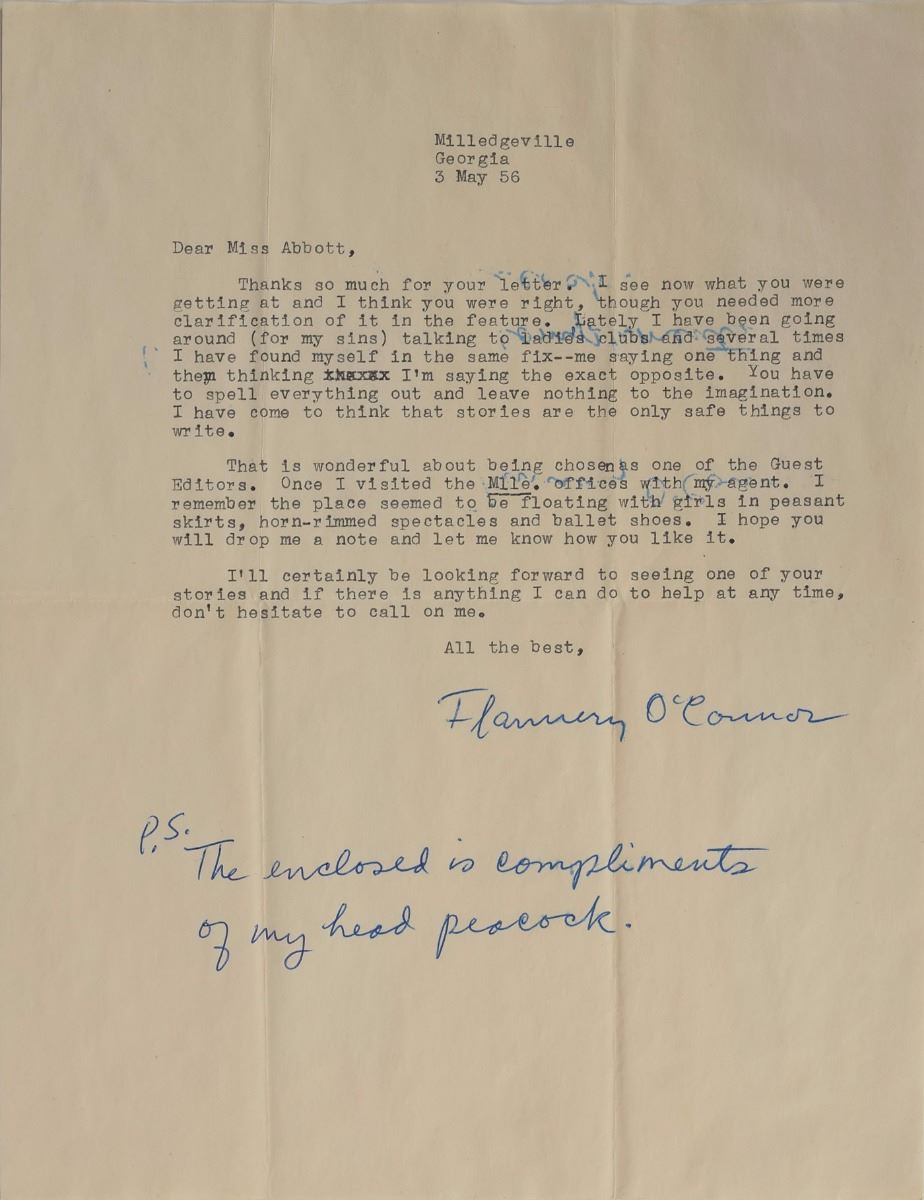 Milledgeville
Georgia
3 May 56
Dear Miss Abbott,
Thanks so much for your letter. I see now what you were
getting at and I think you were right, though you needed more
clarification of it in the feature. Lately I have been going
around (for my sins) talking to ladies clubs and several times
I have found myself in the same fix--me saying one thing and
them thinking I'm saying the exact opposite. You have
to spell everything out and leave nothing to the imagination.
I have come to think that stories are the only safe things to
write.
That is wonderful about being chosen as one of the Guest
Editors. Once I visited the Mlle. offices with my agent. I
remember the place seemed to be floating with girls in peasant
skirts, horn-rimmed spectacles and ballet shoes. I hope you
will drop me a note and let me know how you like it.
I'll certainly be looking forward to seeing one of your
stories and if there is anything I can do to help at any time,
don't hesitate to call on me.
All the best,
Flannery O'Connor
P.S.
The enclosed is compliments
of my head peacock.